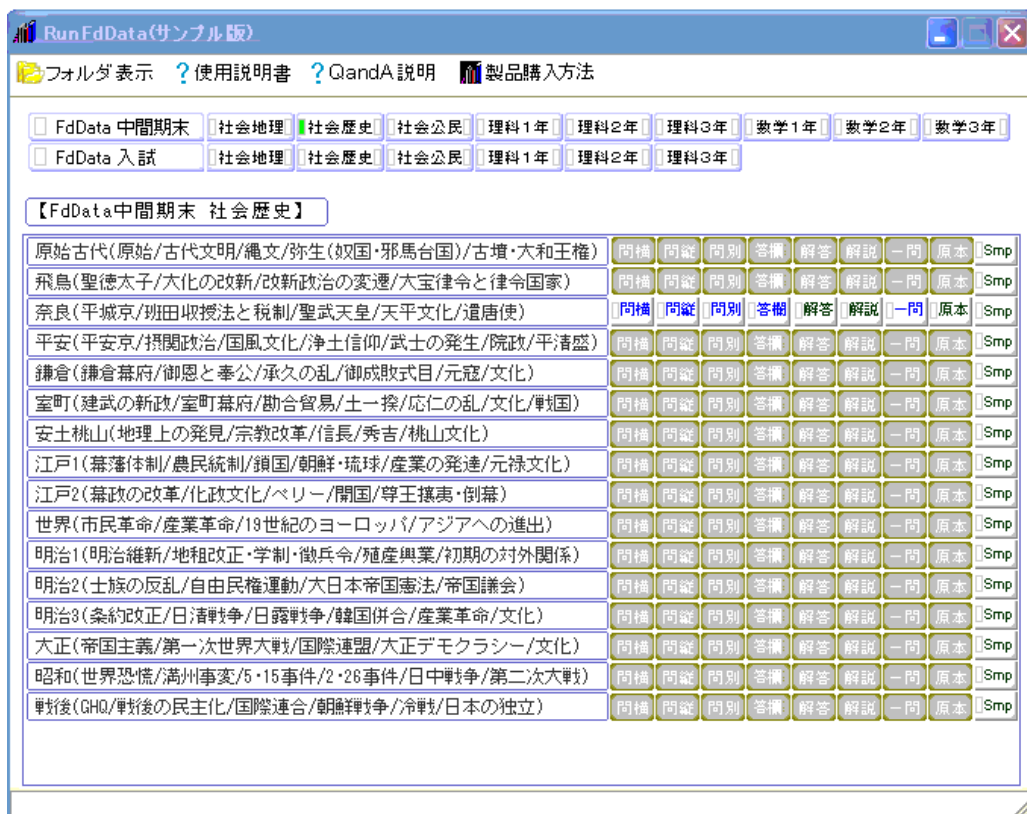 RunFdData(サンプル版)
フォルダ表示 ?使用説明書 ?QandA説明 製品購入方法
FdData 中間期末 社会地理 社会歴史 社会公民 理科1年 理科2年 理科3年 数学1年 数学2年 数学3年
FdData 入試 社会地理 社会歴史 社会公民 理科1年 理科2年 理科3年
【FdData中間期末 社会歴史】
原始古代(原始/古代文明/縄文/弥生(奴国・邪馬台国)/古墳・大和王権) 問横 問縦 問別 答欄 解答 解説 一問 原本 Smp
飛鳥(聖徳太子/大化の改新/改新政治の変遷/大宝律令と律令国家) 問横 問縦 問別 答欄 解答 解説 一問 原本 Smp
奈良(平城京/班田収授法と税制/聖武天皇/天平文化/遣唐使) 問横 問縦 問別 答欄 解答 解説 一問 原本 Smp
平安(平安京/摂関政治/国風文化/浄土信仰/武士の発生/院政/平清盛) 問横 問縦 問別 答欄 解答 解説 一問 原本 Smp
鎌倉(鎌倉幕府/御恩と奉公/承久の乱/御成敗式目/元寇/文化) 問横 問縦 問別 答欄 解答 解説 一問 原本 Smp
室町(建武の新政/室町幕府/勘合貿易/土一揆/応仁の乱/文化/戦国) 問横 問縦 問別 答欄 解答 解説 一問 原本 Smp
安土桃山(地理上の発見/宗教改革/信長/秀吉/桃山文化) 問横 問縦 問別 答欄 解答 解説 一問 原本 Smp
江戸1(幕藩体制/農民統制/鎖国/朝鮮・琉球/産業の発達/元禄文化) 問横 問縦 問別 答欄 解答 解説 一問 原本 Smp
江戸2(幕政の改革/化政文化/ペリー/開国/尊王攘夷・倒幕) 問横 問縦 問別 答欄 解答 解説 一問 原本 Smp
世界(市民革命/産業革命/19世紀のヨーロッパ/アジアへの進出) 問横 問縦 問別 答欄 解答 解説 一問 原本 Smp
明治1(明治維新/地租改正・学制・徴兵令/殖産興業/初期の対外関係) 問横 問縦 問別 答欄 解答 解説 一問 原本 Smp
明治2(士族の反乱/自由民権運動/大日本帝国憲法/帝国議会) 問横 問縦 問別 答欄 解答 解説 一問 原本 Smp
明治3(条約改正/日清戦争/日露戦争/韓国併合/産業革命/文化) 問横 問縦 問別 答欄 解答 解説 一問 原本 Smp
大正(帝国主義/第一次世界大戦/国際連盟/大正デモクラシー/文化) 問横 問縦 問別 答欄 解答 解説 一問 原本 Smp
昭和(世界恐慌/満州事変/5・15事件/2・26事件/日中戦争/第二次大戦) 問横 問縦 問別 答欄 解答 解説 一問 原本 Smp
戦後(GHQ/戦後の民主化/国際連合/朝鮮戦争/冷戦/日本の独立) 問横 問縦 問別 答欄 解答 解説 一問 原本 Smp